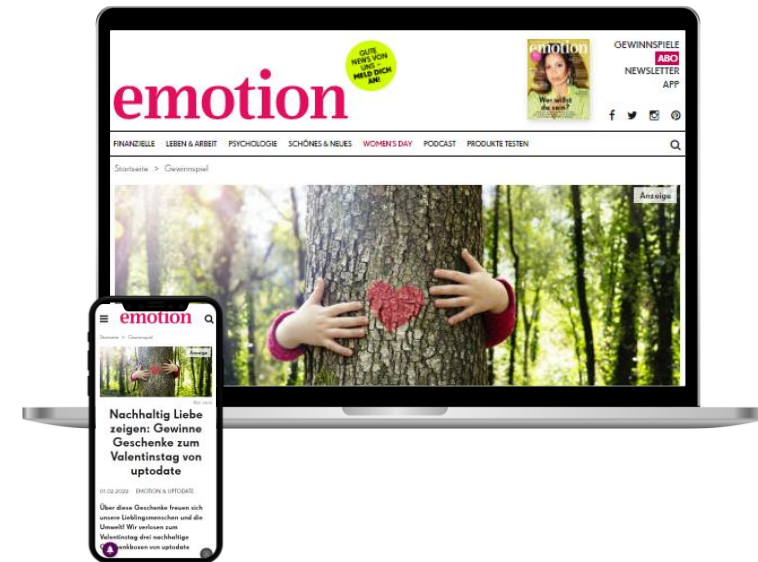 GUTE
NEWS VON
UNS –
MELD DICH
AN!
emotion
emotion
Wer willst
du sein?
GEWINNSPIELE
ABO
NEWSLETTER
APP
FINANZIELLE LEBEN & ARBEIT PSYCHOLOGIE SCHÖNES & NEUES WOMEN'S DAY PODCAST PRODUKTE TESTEN
Startseite > Gewinnspiel
Anzeige
emotion
Startseite > Gewinnspiel
Anzeige
Nachhaltig Liebe
zeigen: Gewinne
Geschenke zum
Valentinstag von
uptodate
01.02.2022 EMOTION & UPTODATE
Über diese Geschenke freuen sich
unsere Lieblingsmenschen und die
Umwelt! Wir verlosen zum
Valentinstag drei nachhaltige
von uptodate